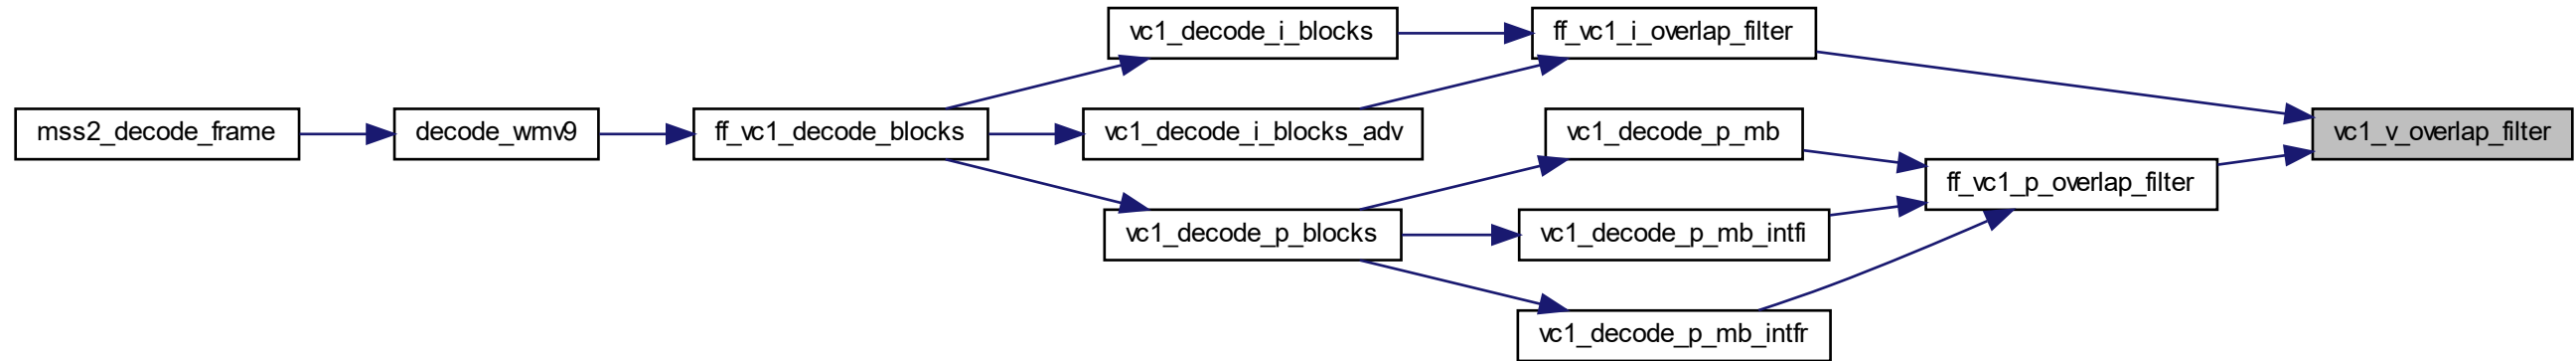 vc1_decode_i_blocks
ff_vc1_i_overlap_filter
mss2_decode_frame
decode_wmv9
ff_vc1_decode_blocks
vc1_decode_i_blocks_adv
vc1_decode_p_mb
vc1_v_overlap_filter
ff_vc1_p_overlap_filter
vc1_decode_p_blocks
vc1_decode_p_mb_intfi
vc1_decode_p_mb_intfr